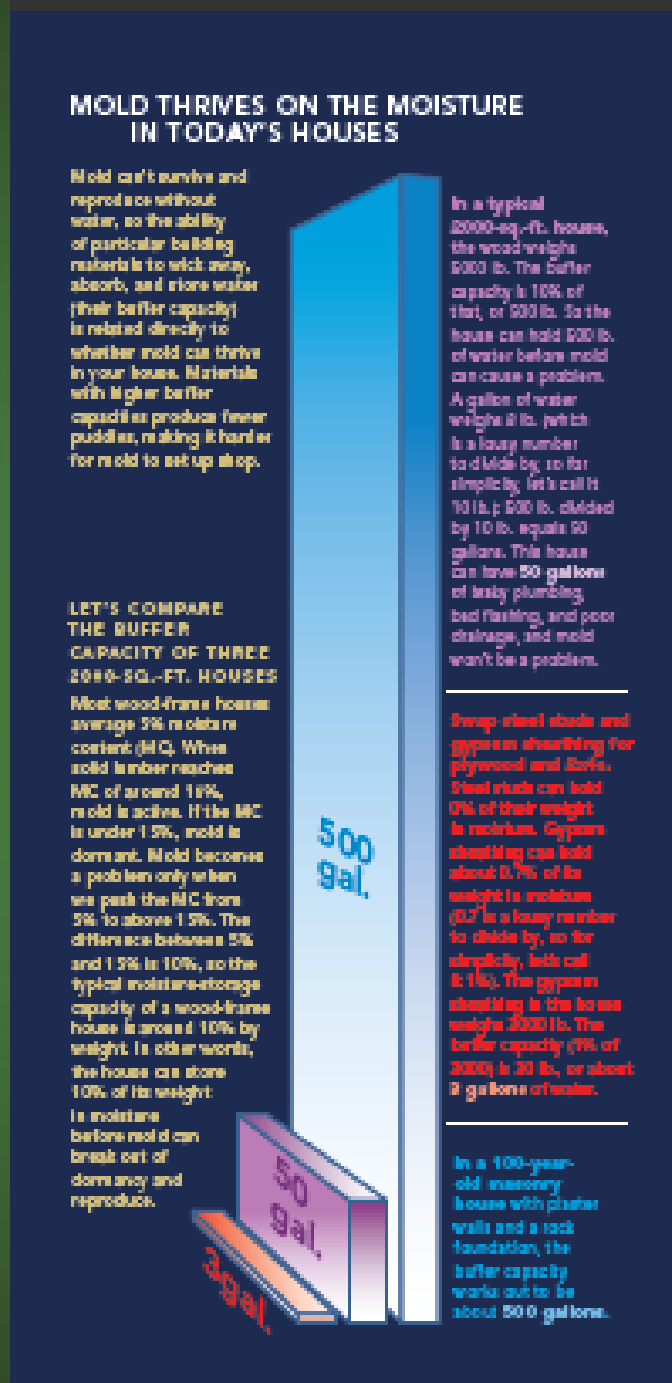 MOLD THRIVES ON THE MOISTURE
IN TODAY'S HOUSES
Mold can't survive and
reproduce without
water, so the ability
of particular building
materials to wick away,
absorb, and store water
(their buffer capacity)
is related directly to
whether mold can thrive
in your house. Materials
with higher buffer
capacities produce fewer
puddles, making it harder
for mold to set up shop.
LET'S COMPARE
THE BUFFER
CAPACITY OF THREE
2000-SQ.-FT. HOUSES
Most wood-frame houses
average 5% moisture
content (MC). When
solid lumber reaches
MC of around 16%,
mold is active. If the MC
is under 15%, mold is
dormant. Mold becomes
a problem only when
we push the MC from
5% to above 15%. The
difference between 5%
and 15% is 10%, so the
typical moisture-storage
capacity of a wood-frame
house is around 10% by
weight. In other words,
the house can store
10% of its weight
in moisture
before mold can
break out of
dormancy and
reproduce.
500
gal.
50
gal.
3 gal.
In a typical
2000-sq.-ft. house,
the wood weighs
5000 lb. The buffer
capacity is 10% of
that, or 500 lb. So the
house can hold 500 lb.
of water before mold
can cause a problem.
A gallon of water
weighs 8 lb. (which
is a lousy number
to divide by, so for
simplicity, let's call it
10 lb.); 500 lb. divided
by 10 lb. equals 50
gallons. This house
can have 50 gallons
of leaky plumbing,
bad flashing, and poor
drainage, and mold
won't be a problem.
Swap steel studs and
gypsum sheathing for
plywood and 2x4s.
Steel studs can hold
0% of their weight
in moisture. Gypsum
sheathing can hold
about 0.7% of its
weight in moisture
(0.7 is a lousy number
to divide by, so for
simplicity, let's call
it 1%). The gypsum
sheathing in the house
weighs 3000 lb. The
buffer capacity (1% of
3000) is 30 lb., or about
3 gallons of water.
In a 100-year-
old masonry
house with plaster
walls and a rock
foundation, the
buffer capacity
works out to be
about 500 gallons.